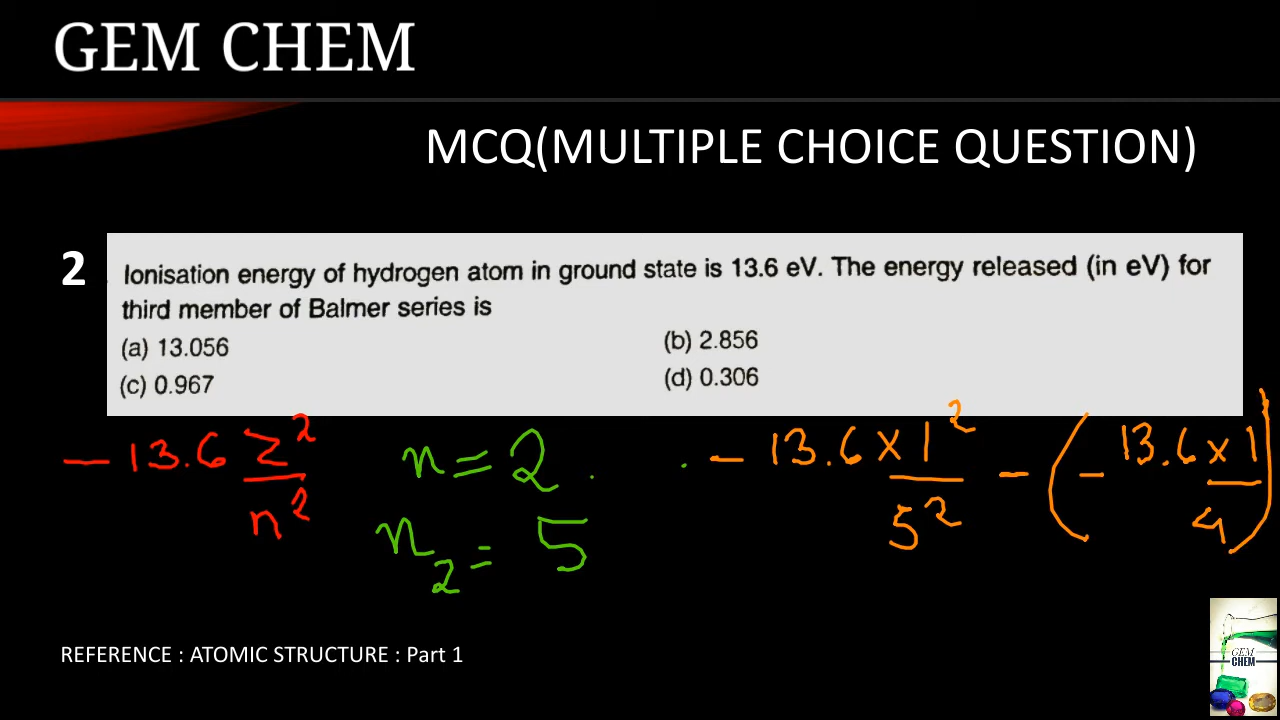 GEM CHEM
MCQ(MULTIPLE CHOICE QUESTION)
2
Ionisation energy of hydrogen atom in ground state is 13.6 eV. The energy released (in eV) for
third member of Balmer series is
(a) 13.056 (b) 2.856
(c) 0.967 (d) 0.306
− 13.6 Z²/n²
n = 2 .
n₂ = 5
. − 13.6 × 1²/5² − (− 13.6 × 1/4)
REFERENCE : ATOMIC STRUCTURE : Part 1
GEM
CHEM